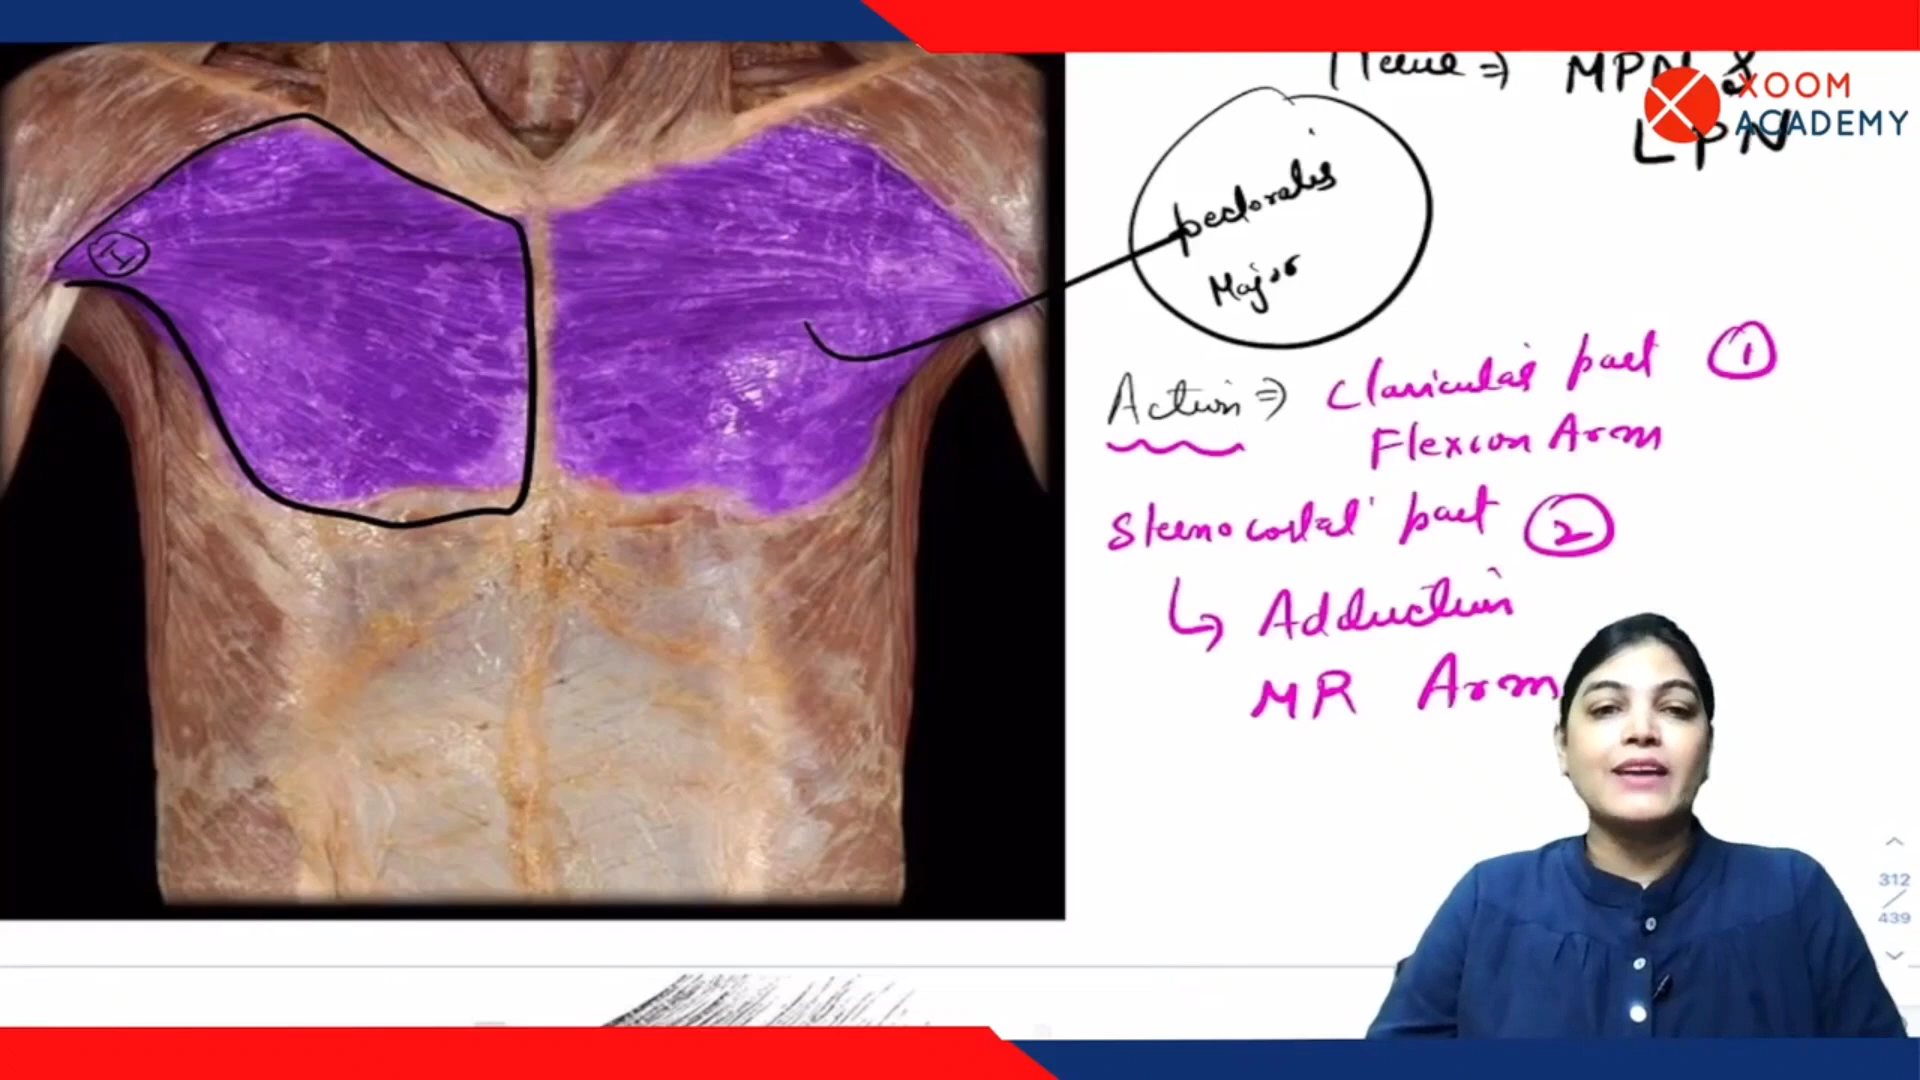 Nerve ⇒ MPN &
LPN
XOOM
ACADEMY
pectoralis
Major
I
Action ⇒ Clavicular part ①
Flexion Arm
Sternocostal part ②
↳ Adduction
MR Arm
312
/
439